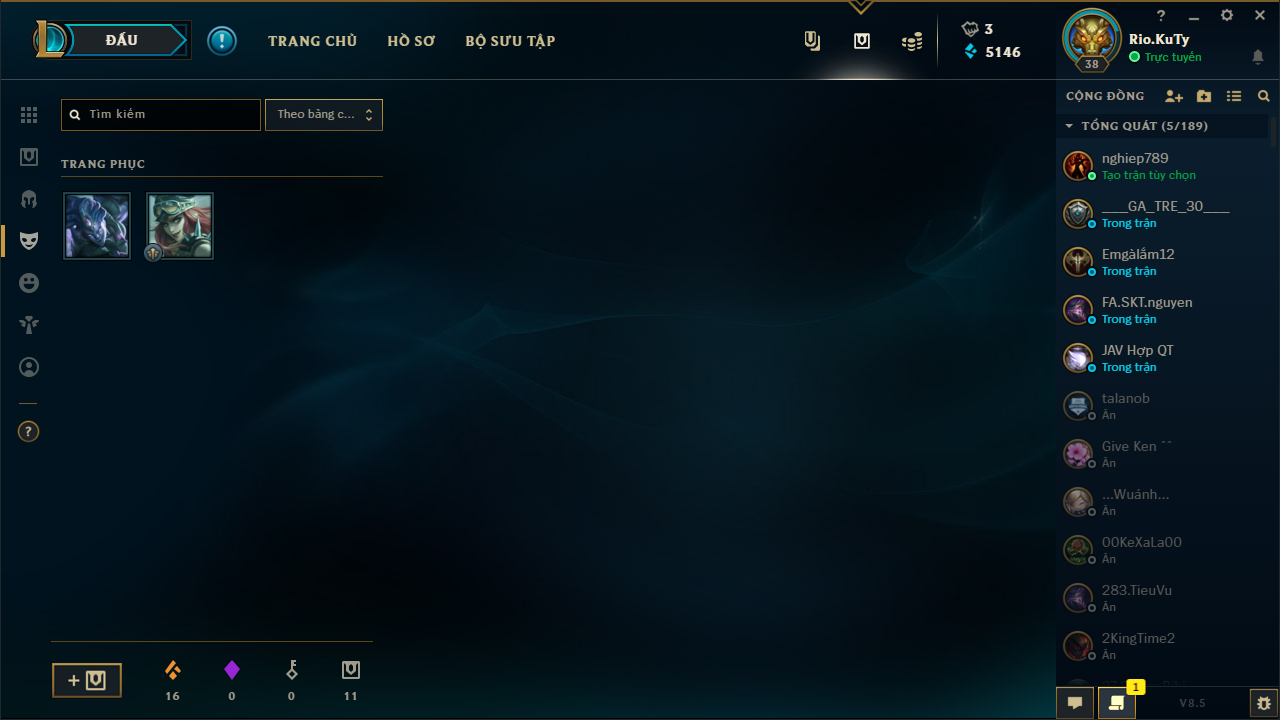 ĐẤU
TRANG CHỦ
HỒ SƠ
BỘ SƯU TẬP
3
5146
38
Rio.KuTy
Trực tuyến
Tìm kiếm
Theo bảng c...
TRANG PHỤC
16
0
0
11
CỘNG ĐỒNG
TỔNG QUÁT (5/189)
nghiep789
Tạo trận tùy chọn
____GA_TRE_30____
Trong trận
Emgàlắm12
Trong trận
FA.SKT.nguyen
Trong trận
JAV Hợp QT
Trong trận
talanob
Ẩn
Give Ken ^^
Ẩn
...Wuánh...
Ẩn
00KeXaLa00
Ẩn
283.TieuVu
Ẩn
2KingTime2
Ẩn
1
V8.5